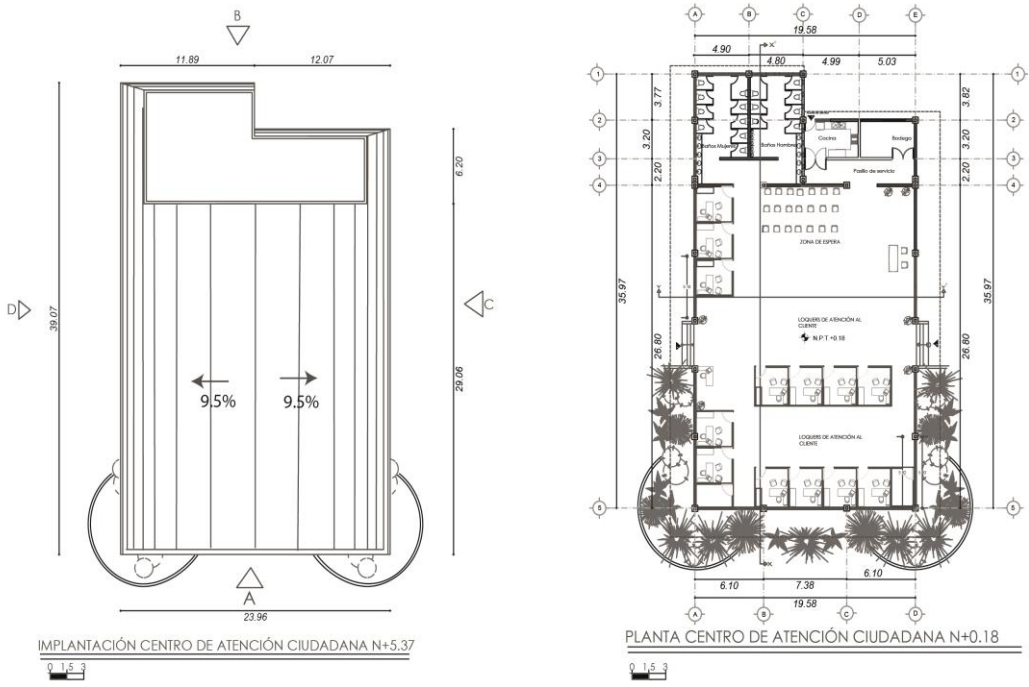 B
11.89 12.07
39.07
6.20
29.06
D
C
9.5% 9.5%
A
23.96
IMPLANTACIÓN CENTRO DE ATENCIÓN CIUDADANA N+5.37
0 1,5 3
A B C D E
19.58
4.90 4.80 4.99 5.03
X'
1 1
3.77 3.82
2 2
3.20 3.20
3 3
2.20 2.20
4 4
Baños Mujeres
Baños Hombres
Cocina
Bodega
Pasillo de servicio
ZONA DE ESPERA
35.97 35.97
26.80 26.80
LOQUERS DE ATENCIÓN AL
CLIENTE
N.P.T.+0.18
LOQUERS DE ATENCIÓN AL
CLIENTE
5 5
X
6.10 7.38 6.10
19.58
A B C D
PLANTA CENTRO DE ATENCIÓN CIUDADANA N+0.18
0 1,5 3